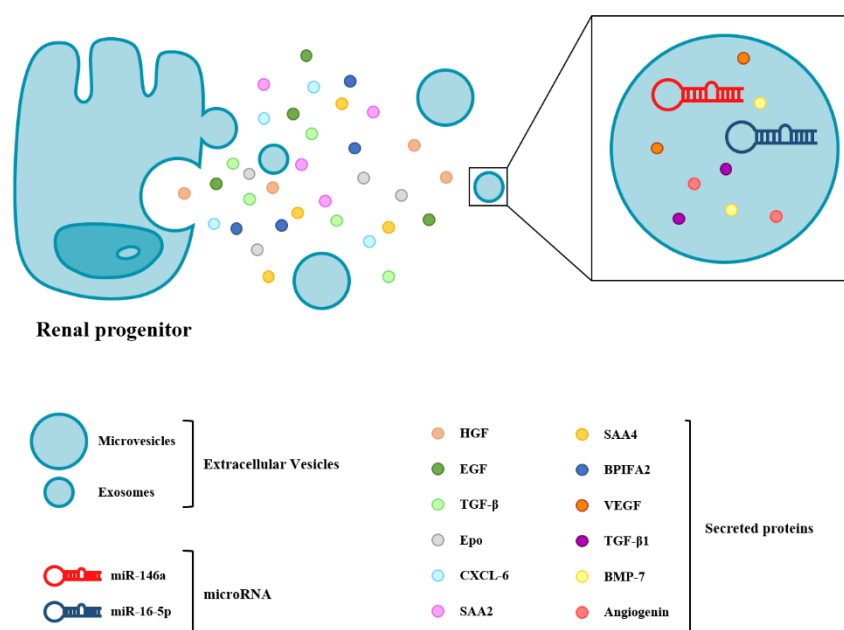 Renal progenitor
Microvesicles
Exosomes
Extracellular Vesicles
miR-146a
miR-16-5p
microRNA
HGF
EGF
TGF-β
Epo
CXCL-6
SAA2
SAA4
BPIFA2
VEGF
TGF-β1
BMP-7
Angiogenin
Secreted proteins